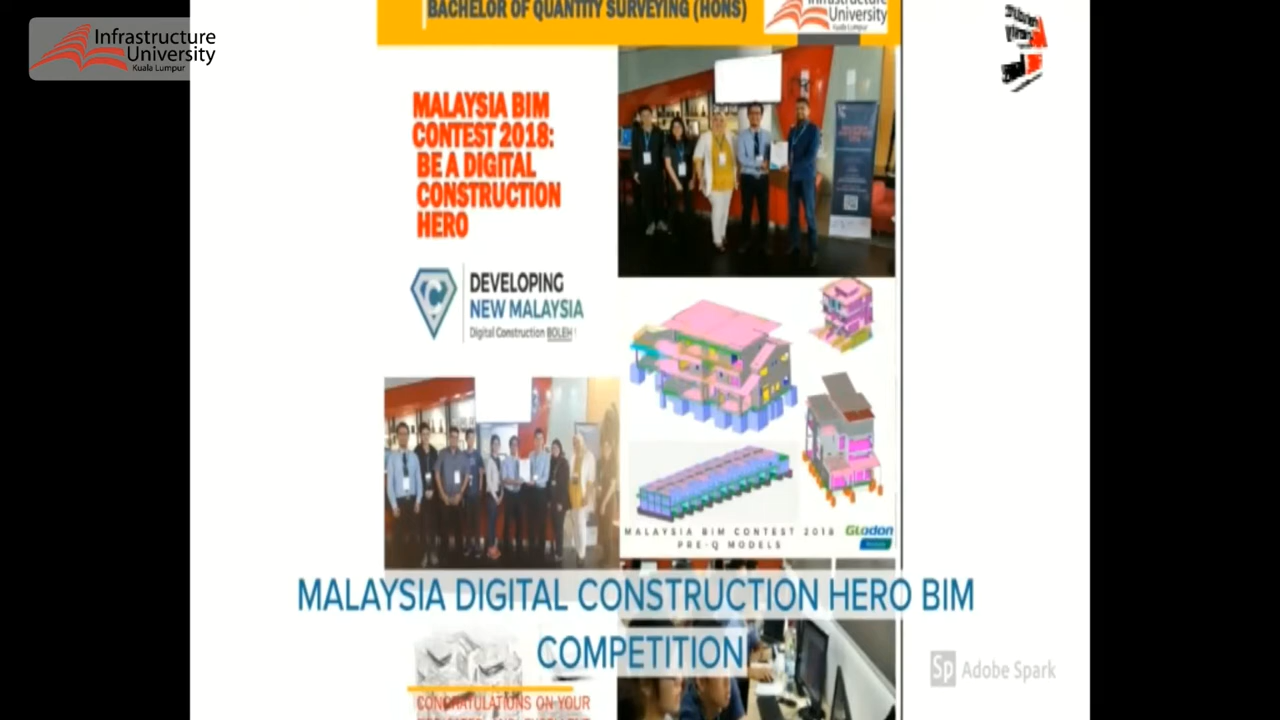 BACHELOR OF QUANTITY SURVEYING (HONS)
Infrastructure
University
Kuala Lumpur
Infrastructure
University
Kuala Lumpur
MALAYSIA BIM
CONTEST 2018:
BE A DIGITAL
CONSTRUCTION
HERO
DEVELOPING
NEW MALAYSIA
Digital Construction BOLEH!
MALAYSIA BIM CONTEST 2018
PRE-Q MODELS
GLodon
MALAYSIA DIGITAL CONSTRUCTION HERO BIM
COMPETITION
Sp Adobe Spark
CONGRATULATIONS ON YOUR